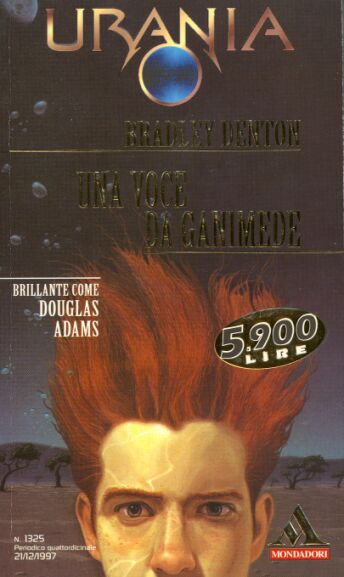 URANIA
BRADLEY DENTON
UNA VOCE
DA GANIMEDE
BRILLANTE COME
DOUGLAS
ADAMS
5.900
LIRE
N. 1325
Periodico quattordicinale
21/12/1997
MONDADORI